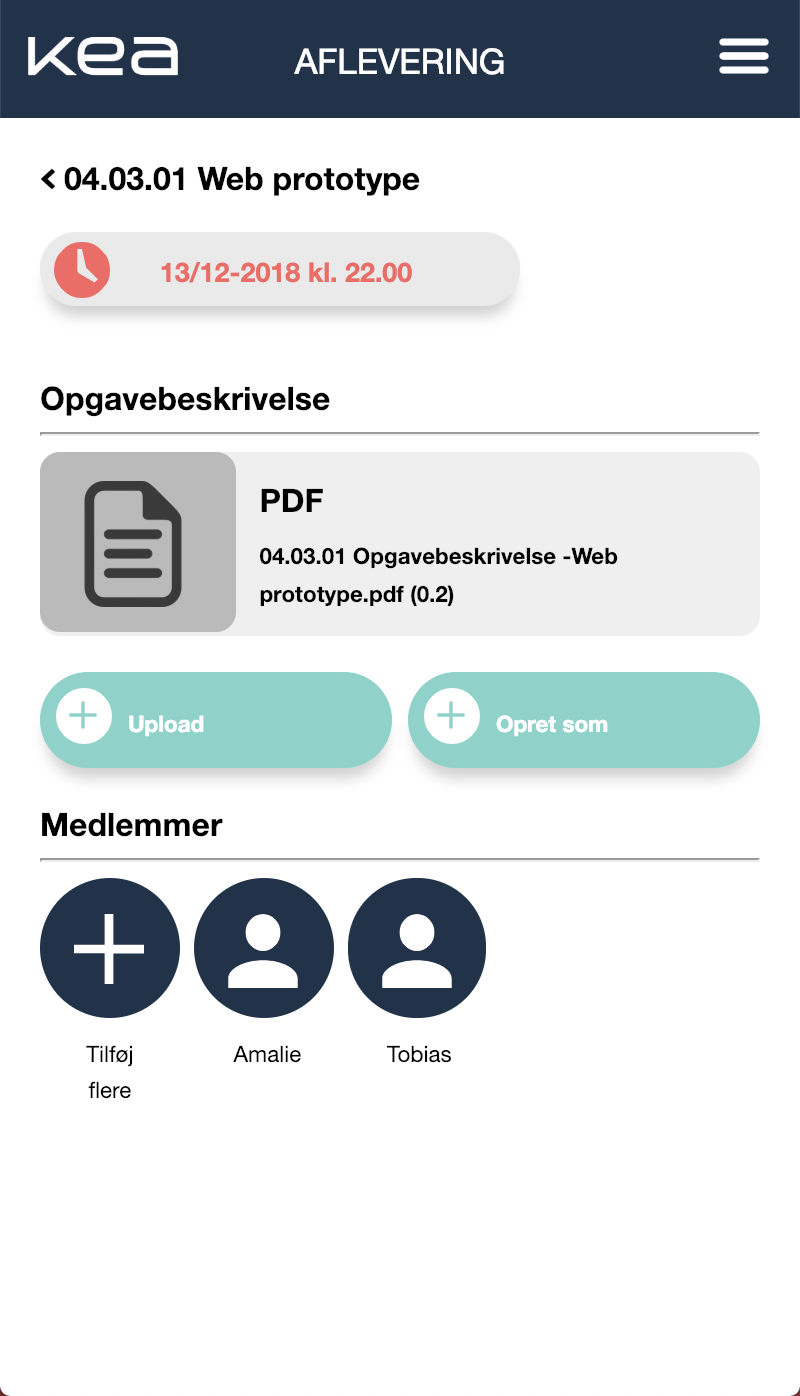 kea
AFLEVERING
< 04.03.01 Web prototype
13/12-2018 kl. 22.00
Opgavebeskrivelse
PDF
04.03.01 Opgavebeskrivelse -Web
prototype.pdf (0.2)
Upload
Opret som
Medlemmer
Tilføj
flere
Amalie
Tobias